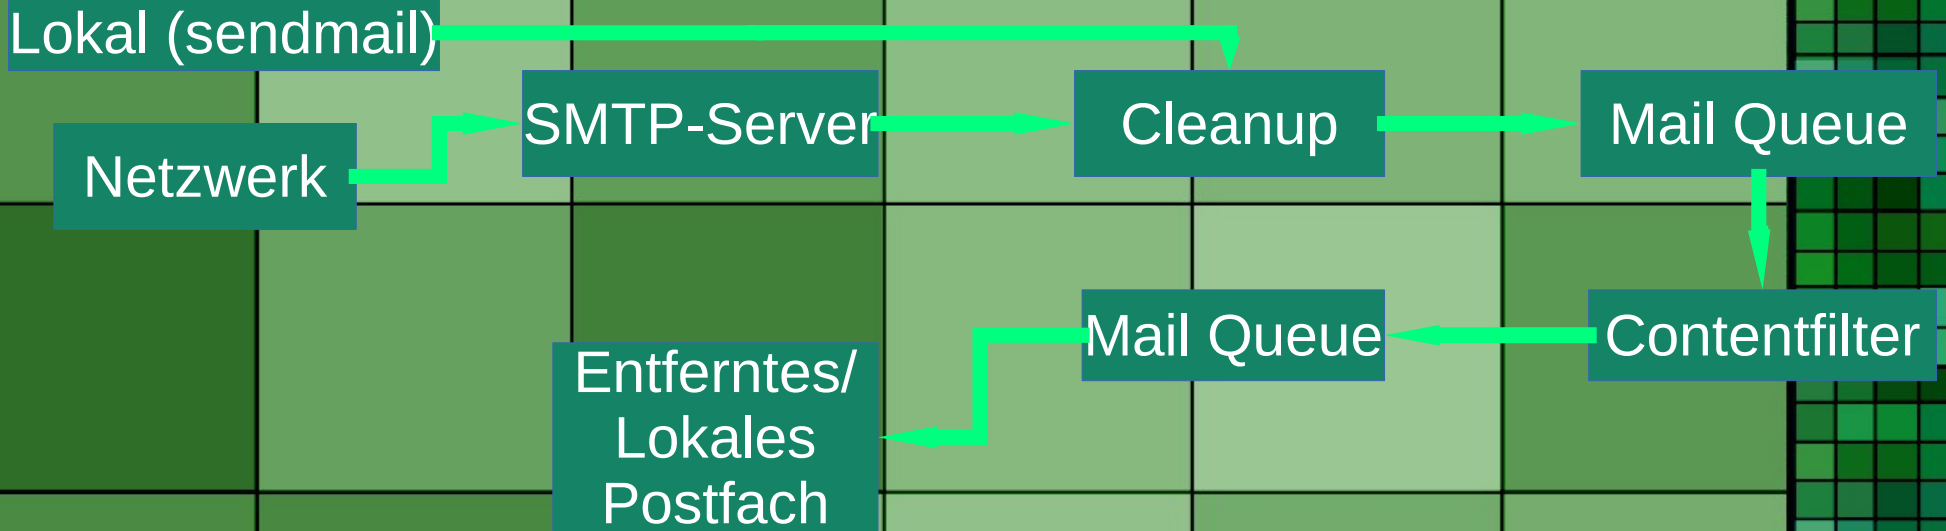 Lokal (sendmail)
SMTP-Server
Cleanup
Mail Queue
Netzwerk
Mail Queue
Contentfilter
Entferntes/
Lokales
Postfach